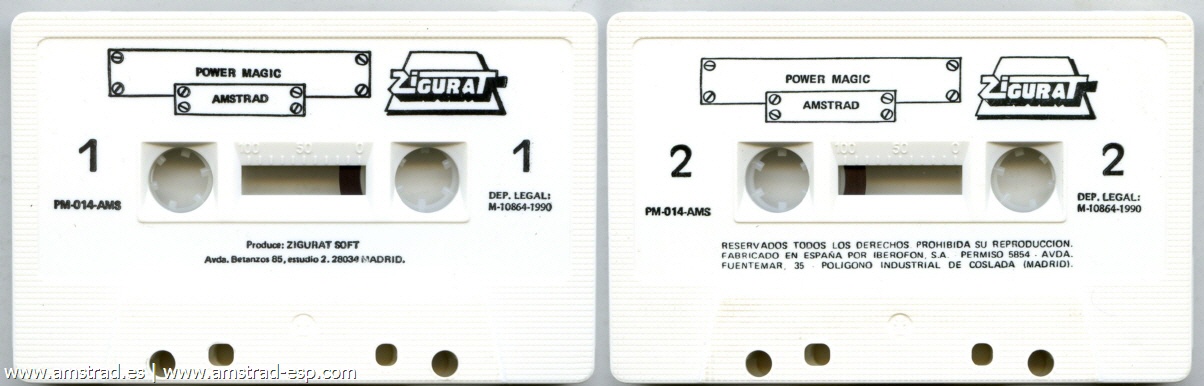 POWER MAGIC
AMSTRAD
ZIGURAT
1
1
100 50 0
PM-014-AMS
DEP. LEGAL:
M-10864-1990
Produce: ZIGURAT SOFT
Avda. Betanzos 85, estudio 2. 28034 MADRID.
POWER MAGIC
AMSTRAD
ZIGURAT
2
2
100 50 0
PM-014-AMS
DEP. LEGAL:
M-10864-1990
RESERVADOS TODOS LOS DERECHOS PROHIBIDA SU REPRODUCCION.
FABRICADO EN ESPAÑA POR IBEROFON, S.A. PERMISO 5854 - AVDA.
FUENTEMAR, 35 - POLIGONO INDUSTRIAL DE COSLADA (MADRID).
www.amstrad.es | www.amstrad-esp.com